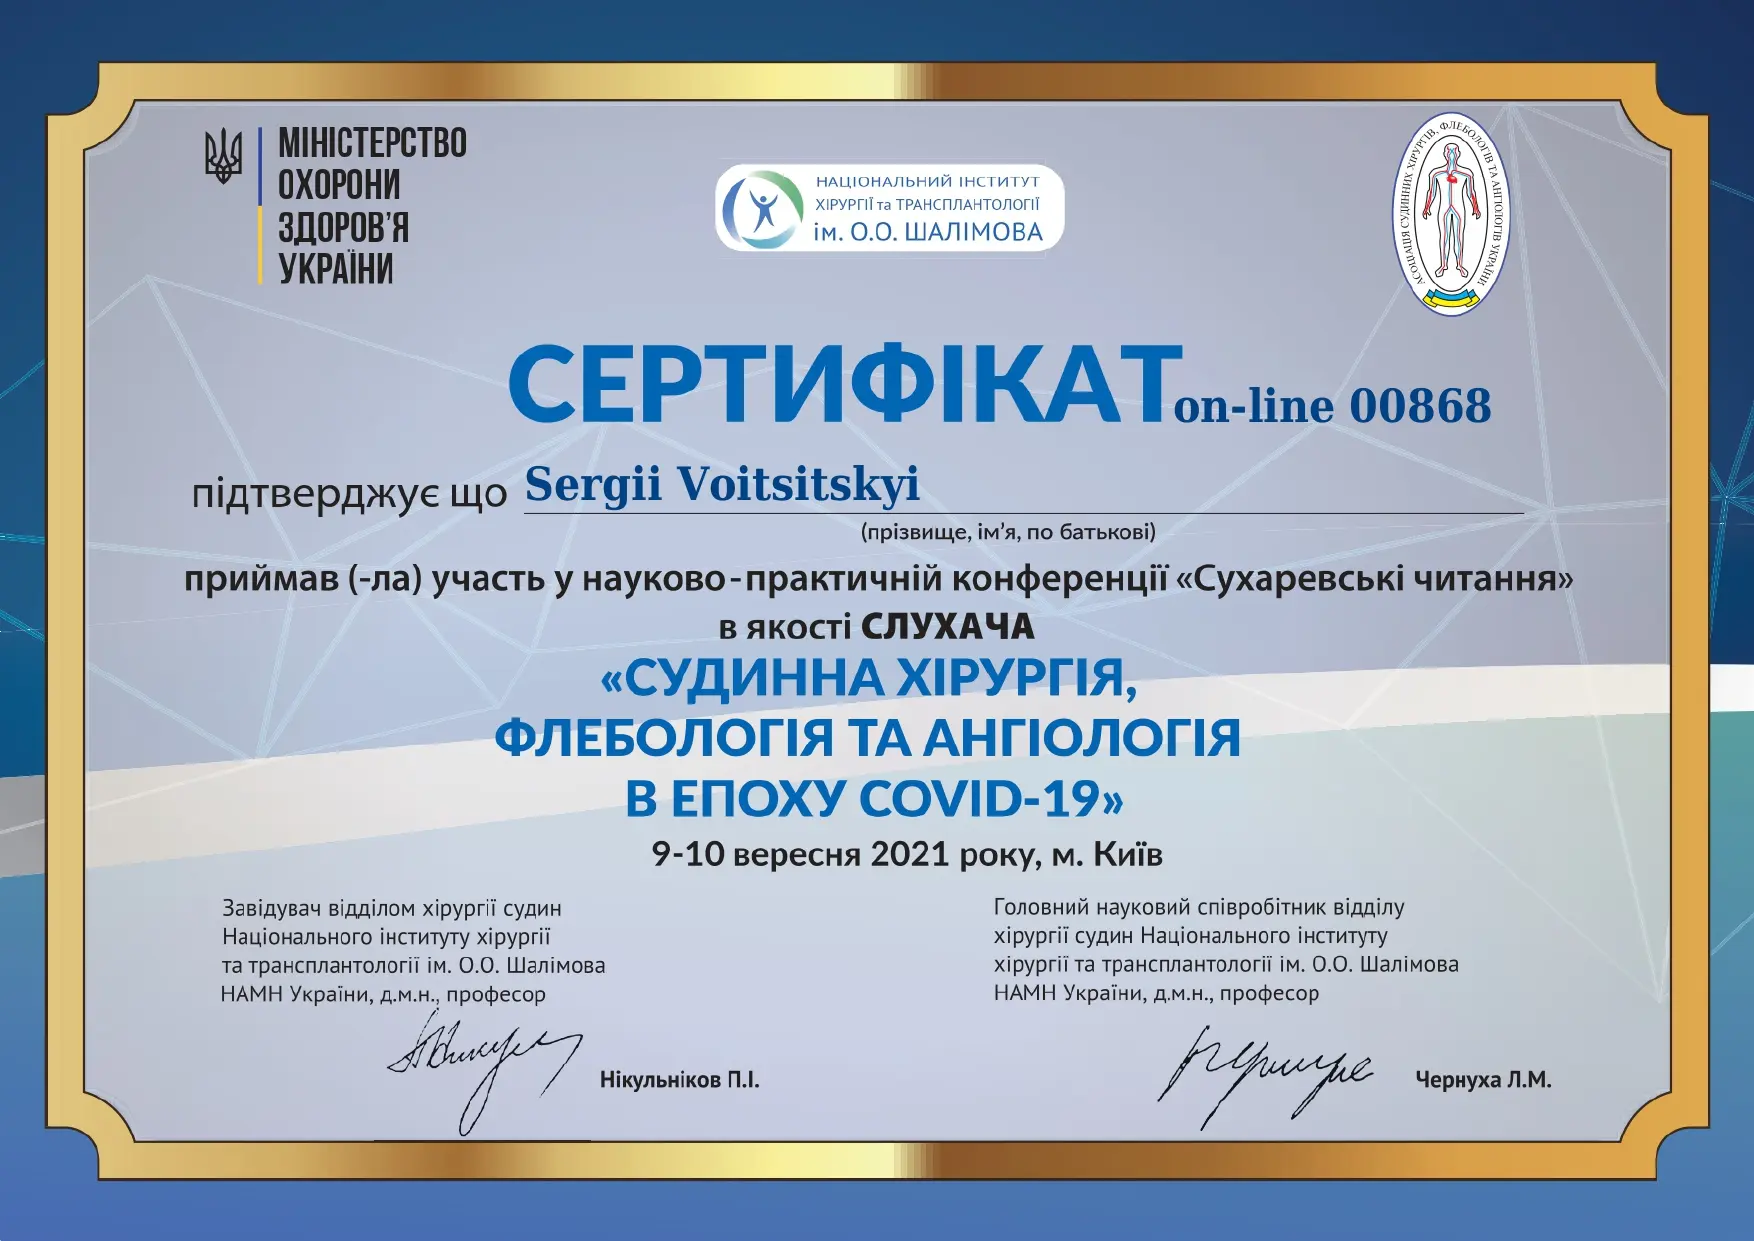 МІНІСТЕРСТВО
ОХОРОНИ
ЗДОРОВ'Я
УКРАЇНИ
НАЦІОНАЛЬНИЙ ІНСТИТУТ
ХІРУРГІЇ та ТРАНСПЛАНТОЛОГІЇ
ім. О.О. ШАЛІМОВА
АСОЦІАЦІЯ СУДИННИХ ХІРУРГІВ, ФЛЕБОЛОГІВ ТА АНГІОЛОГІВ УКРАЇНИ
СЕРТИФІКАТ on-line 00868
підтверджує що Sergii Voitsitskyi
(прізвище, ім’я, по батькові)
приймав (-ла) участь у науково-практичній конференції «Сухаревські читання»
в якості СЛУХАЧА
«СУДИННА ХІРУРГІЯ,
ФЛЕБОЛОГІЯ ТА АНГІОЛОГІЯ
В ЕПОХУ COVID-19»
9-10 вересня 2021 року, м. Київ
Завідувач відділом хірургії судин
Національного інституту хірургії
та трансплантології ім. О.О. Шалімова
НАМН України, д.м.н., професор
Нікульніков П.І.
Головний науковий співробітник відділу
хірургії судин Національного інституту
хірургії та трансплантології ім. О.О. Шалімова
НАМН України, д.м.н., професор
Чернуха Л.М.